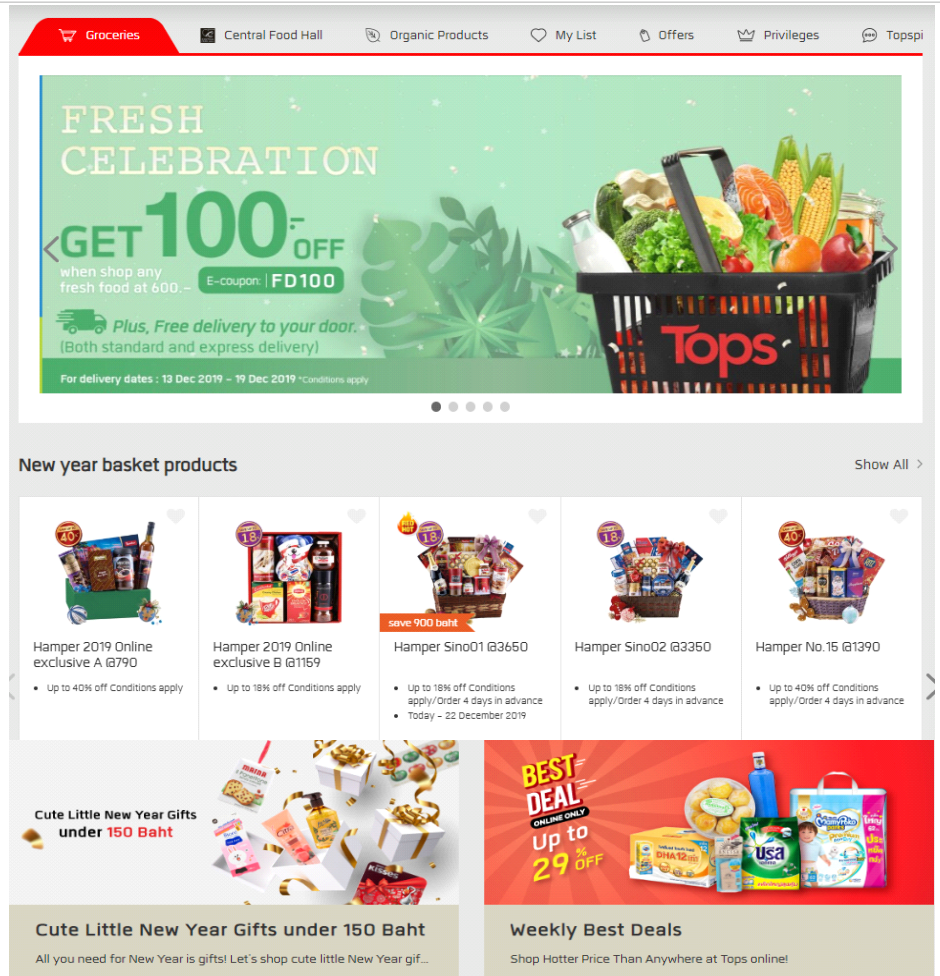 Groceries
Central Food Hall
Organic Products
My List
Offers
Privileges
Topspi
FRESH
CELEBRATION
GET 100.- OFF
when shop any
fresh food at 600.-
E-coupon: FD100
Plus, Free delivery to your door.
(Both standard and express delivery)
For delivery dates : 13 Dec 2019 - 19 Dec 2019 *Conditions apply
Tops
New year basket products
Show All
40
18
RED HOT
18
18
40
save 900 baht
Hamper 2019 Online
exclusive A @790
Up to 40% off Conditions apply
Hamper 2019 Online
exclusive B @1159
Up to 18% off Conditions apply
Hamper Sino01 @3650
Up to 18% off Conditions
apply/Order 4 days in advance
Today - 22 December 2019
Hamper Sino02 @3350
Up to 18% off Conditions
apply/Order 4 days in advance
Hamper No.15 @1390
Up to 40% off Conditions
apply/Order 4 days in advance
Cute Little New Year Gifts
under 150 Baht
KISSES
BEST
DEAL
ONLINE ONLY
Up to
29% OFF
DHA12
บรีส
MamyPoko
Cute Little New Year Gifts under 150 Baht
All you need for New Year is gifts! Let's shop cute little New Year gif...
Weekly Best Deals
Shop Hotter Price Than Anywhere at Tops online!